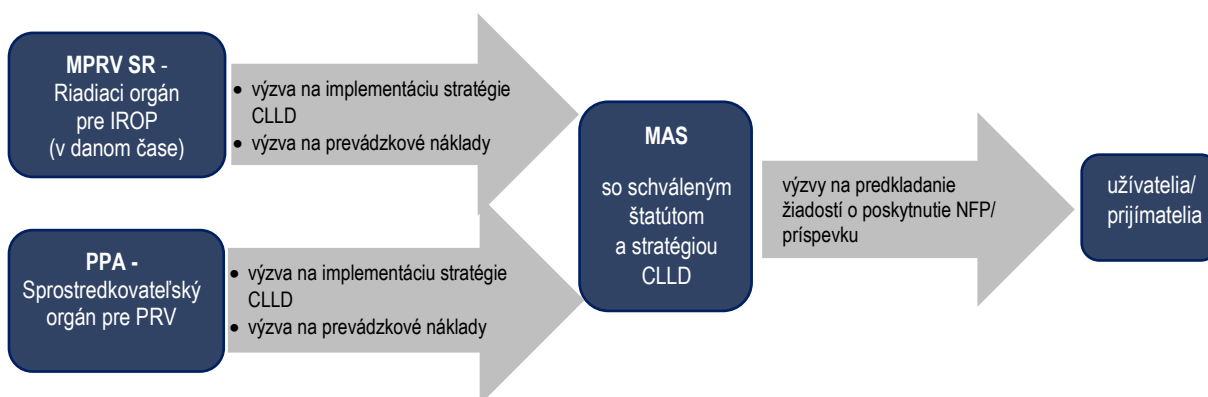 MPRV SR -
Riadiaci orgán
pre IROP
(v danom čase)
• výzva na implementáciu stratégie
CLLD
• výzva na prevádzkové náklady
PPA -
Sprostredkovateľský
orgán pre PRV
• výzva na implementáciu stratégie
CLLD
• výzva na prevádzkové náklady
MAS
so schváleným
štatútom
a stratégiou
CLLD
výzvy na predkladanie
žiadostí o poskytnutie NFP/
príspevku
užívatelia/
prijímatelia